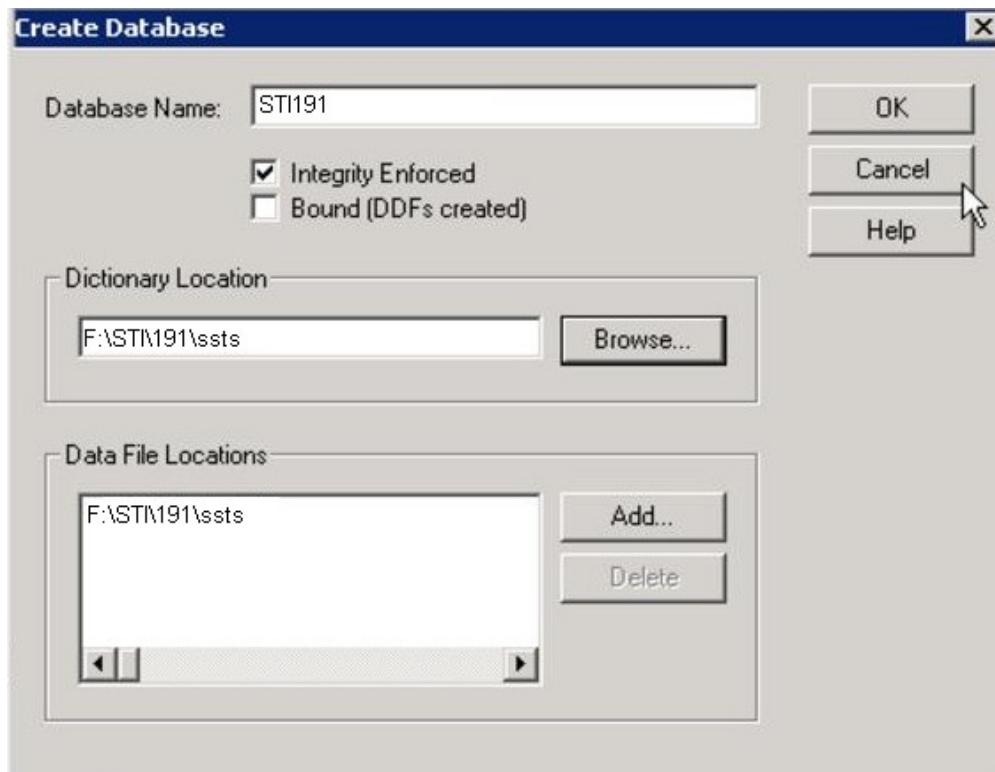 Create Database
Database Name: STI191
OK
Integrity Enforced
Cancel
Bound (DDFs created)
Help
Dictionary Location
F:\STI\191\ssts
Browse...
Data File Locations
F:\STI\191\ssts
Add...
Delete